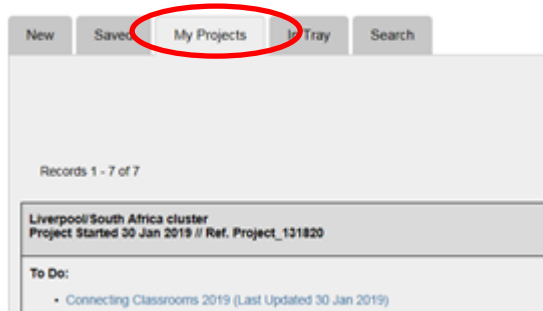 New Saved My Projects In Tray Search
Records 1 - 7 of 7
Liverpool/South Africa cluster
Project Started 30 Jan 2019 // Ref. Project_131820
To Do:
• Connecting Classrooms 2019 (Last Updated 30 Jan 2019)